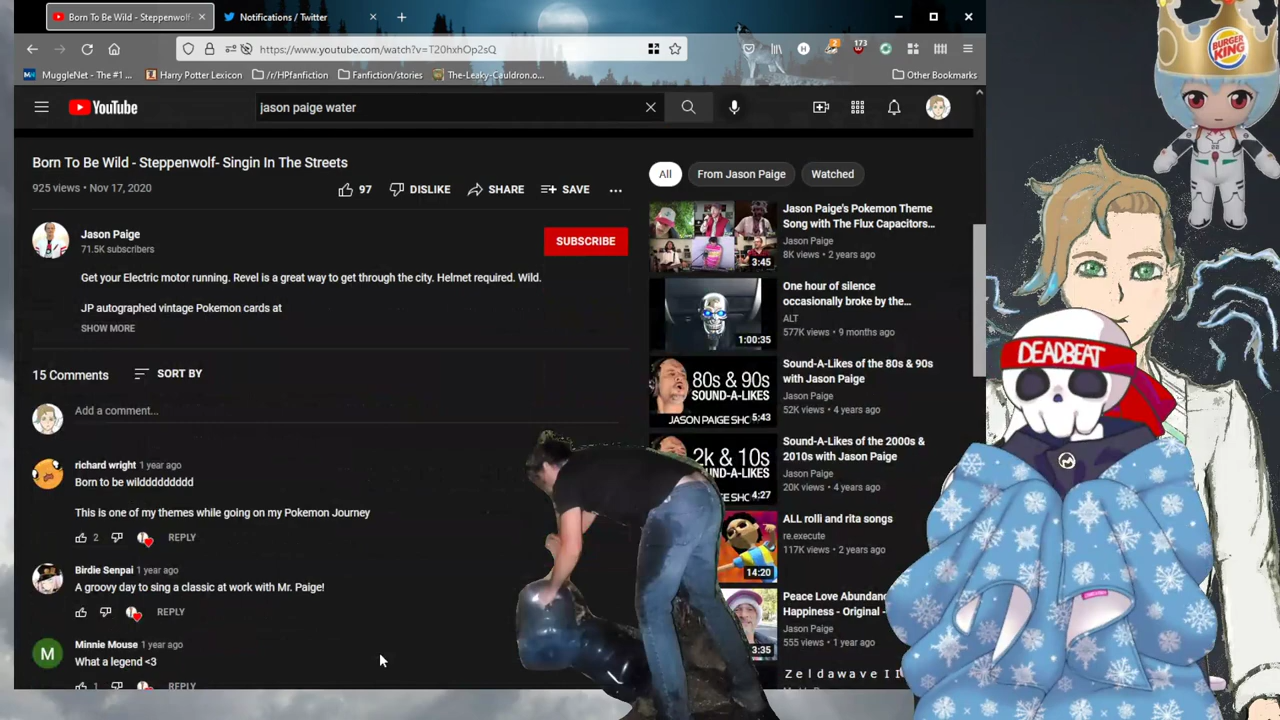 Born To Be Wild - Steppenwolf-
Notifications / Twitter
https://www.youtube.com/watch?v=T20hxhOp2sQ
2
173
MuggleNet - The #1 ...
Harry Potter Lexicon
/r/HPfanfiction
Fanfiction/stories
The-Leaky-Cauldron.o...
Other Bookmarks
YouTube
jason paige water
Born To Be Wild - Steppenwolf- Singin In The Streets
925 views • Nov 17, 2020
97
DISLIKE
SHARE
SAVE
...
Jason Paige
71.5K subscribers
SUBSCRIBE
Get your Electric motor running. Revel is a great way to get through the city. Helmet required. Wild.
JP autographed vintage Pokemon cards at
SHOW MORE
15 Comments
SORT BY
Add a comment...
richard wright 1 year ago
Born to be wilddddddddd
This is one of my themes while going on my Pokemon Journey
2
REPLY
Birdie Senpai 1 year ago
A groovy day to sing a classic at work with Mr. Paige!
REPLY
M
Minnie Mouse 1 year ago
What a legend <3
1
REPLY
All
From Jason Paige
Watched
Jason Paige's Pokemon Theme
Song with The Flux Capacitors...
Jason Paige
8K views • 2 years ago
3:45
One hour of silence
occasionally broke by the...
ALT
577K views • 9 months ago
1:00:35
Sound-A-Likes of the 80s & 90s
with Jason Paige
Jason Paige
52K views • 4 years ago
80s & 90s
SOUND-A-LIKES
JASON PAIGE SHO
5:43
Sound-A-Likes of the 2000s &
2010s with Jason Paige
Jason Paige
20K views • 4 years ago
2k & 10s
SOUND-A-LIKES
4:27
ALL rolli and rita songs
re.execute
117K views • 2 years ago
14:20
Peace Love Abundan
Happiness - Original -
Jason Paige
555 views • 1 year ago
3:35
Zeldawave II
BURGER
KING
DEADBEAT